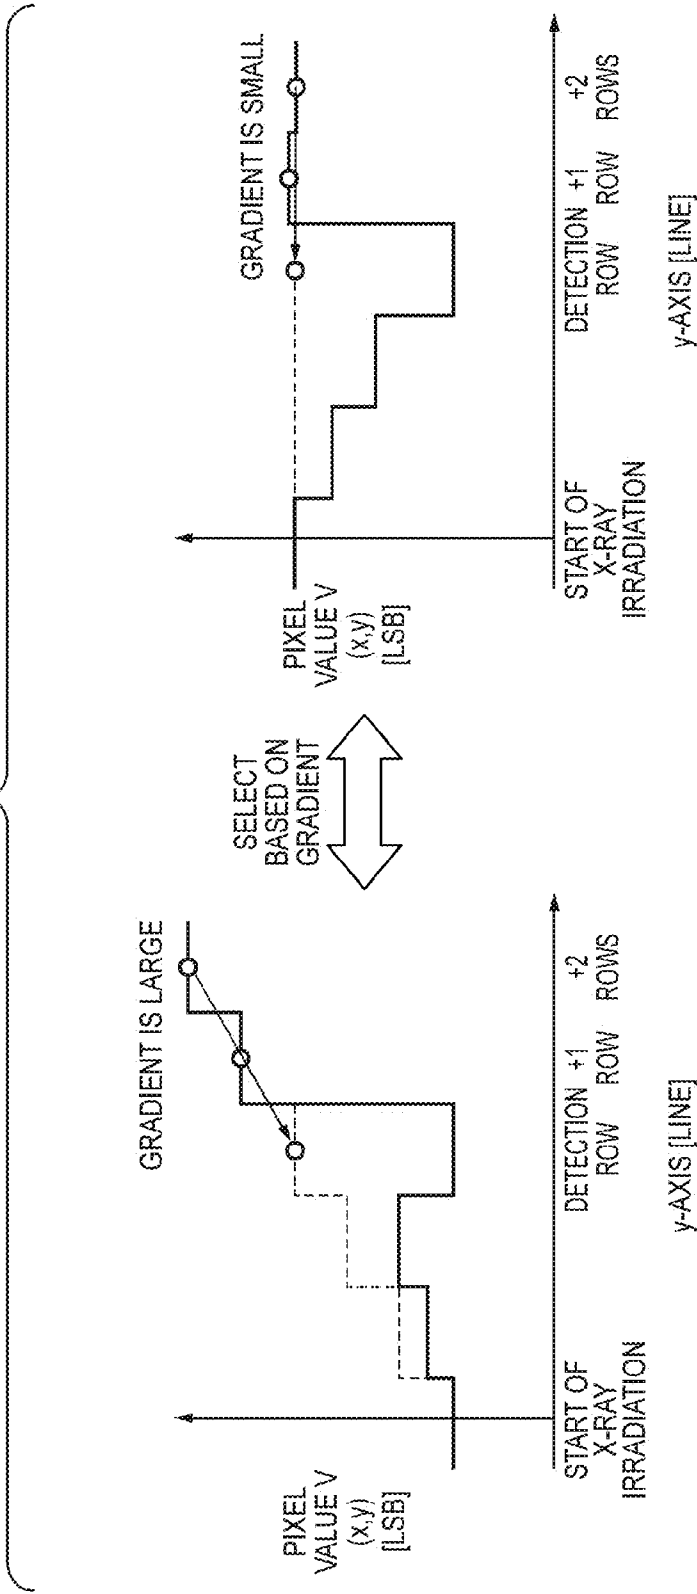 GRADIENT IS LARGE
PIXEL
VALUE V
(x,y)
[LSB]
START OF
X-RAY
IRRADIATION
DETECTION
ROW
+1
ROW
+2
ROWS
y-AXIS [LINE]
SELECT
BASED ON
GRADIENT
GRADIENT IS SMALL
PIXEL
VALUE V
(x,y)
[LSB]
START OF
X-RAY
IRRADIATION
DETECTION
ROW
+1
ROW
+2
ROWS
y-AXIS [LINE]